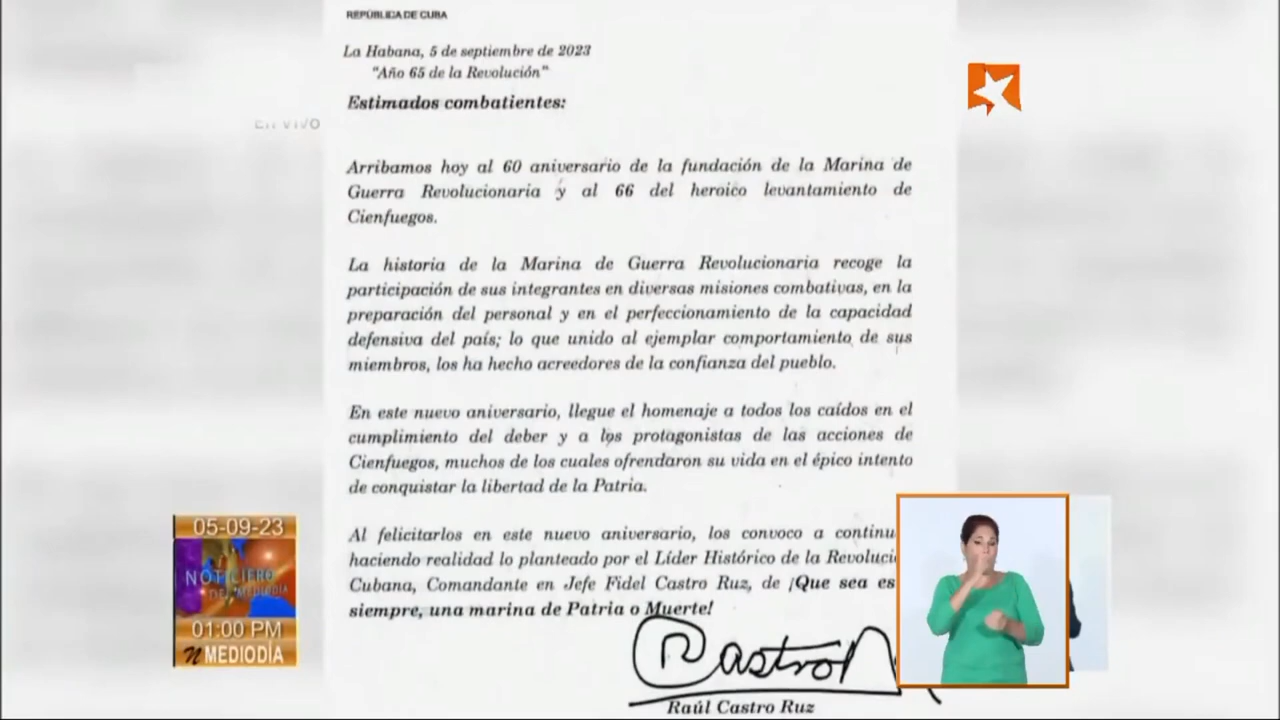 REPÚBLICA DE CUBA
La Habana, 5 de septiembre de 2023
"Año 65 de la Revolución"
Estimados combatientes:
EN VIVO
Arribamos hoy al 60 aniversario de la fundación de la Marina de
Guerra Revolucionaria y al 66 del heroico levantamiento de
Cienfuegos.
La historia de la Marina de Guerra Revolucionaria recoge la
participación de sus integrantes en diversas misiones combativas, en la
preparación del personal y en el perfeccionamiento de la capacidad
defensiva del país; lo que unido al ejemplar comportamiento de sus
miembros, los ha hecho acreedores de la confianza del pueblo.
En este nuevo aniversario, llegue el homenaje a todos los caídos en el
cumplimiento del deber y a los protagonistas de las acciones de
Cienfuegos, muchos de los cuales ofrendaron su vida en el épico intento
de conquistar la libertad de la Patria.
Al felicitarlos en este nuevo aniversario, los convoco a continu
haciendo realidad lo planteado por el Líder Histórico de la Revoluci
Cubana, Comandante en Jefe Fidel Castro Ruz, de ¡Que sea es
siempre, una marina de Patria o Muerte!
RCastro
Raúl Castro Ruz
05-09-23
NOTICIERO
DEL MEDIODÍA
01:00 PM
N MEDIODÍA